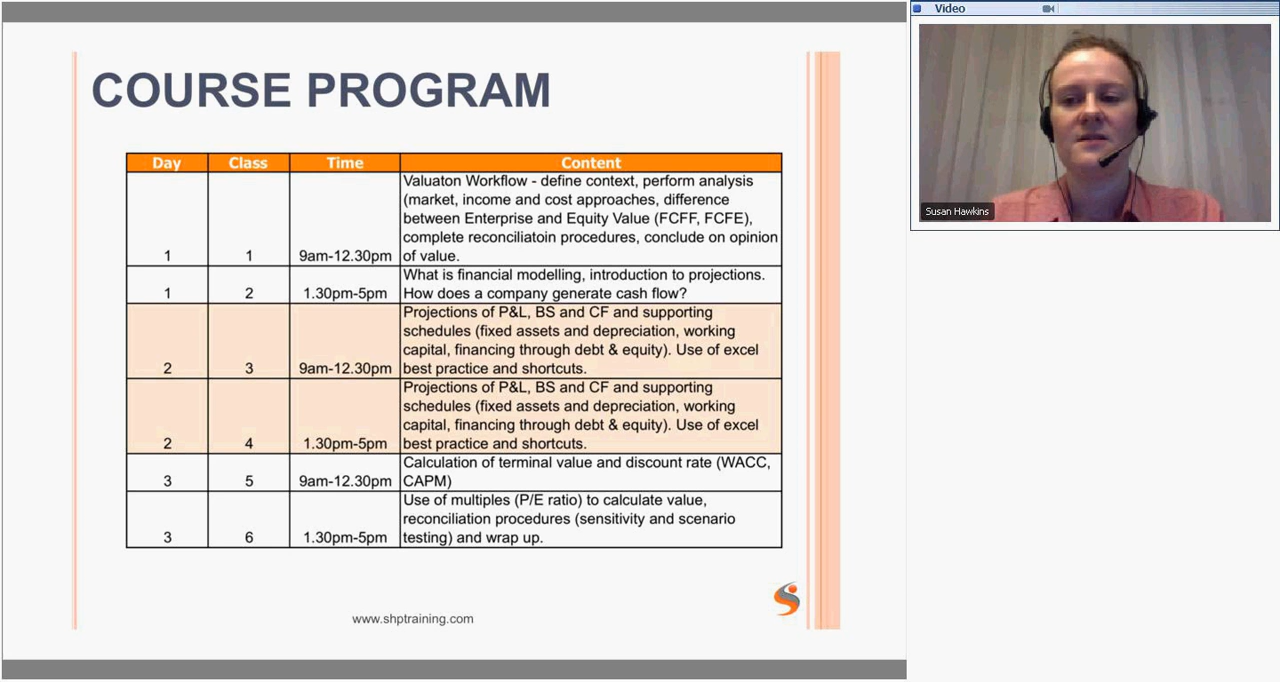 Video
COURSE PROGRAM
Susan Hawkins
Day Class Time Content
Valuaton Workflow - define context, perform analysis
(market, income and cost approaches, difference
between Enterprise and Equity Value (FCFF, FCFE),
complete reconciliatoin procedures, conclude on opinion
1 1 9am-12.30pm of value.
What is financial modelling, introduction to projections.
1 2 1.30pm-5pm How does a company generate cash flow?
Projections of P&L, BS and CF and supporting
schedules (fixed assets and depreciation, working
capital, financing through debt & equity). Use of excel
2 3 9am-12.30pm best practice and shortcuts.
Projections of P&L, BS and CF and supporting
schedules (fixed assets and depreciation, working
capital, financing through debt & equity). Use of excel
2 4 1.30pm-5pm best practice and shortcuts.
Calculation of terminal value and discount rate (WACC,
3 5 9am-12.30pm CAPM)
Use of multiples (P/E ratio) to calculate value,
reconciliation procedures (sensitivity and scenario
3 6 1.30pm-5pm testing) and wrap up.
www.shptraining.com